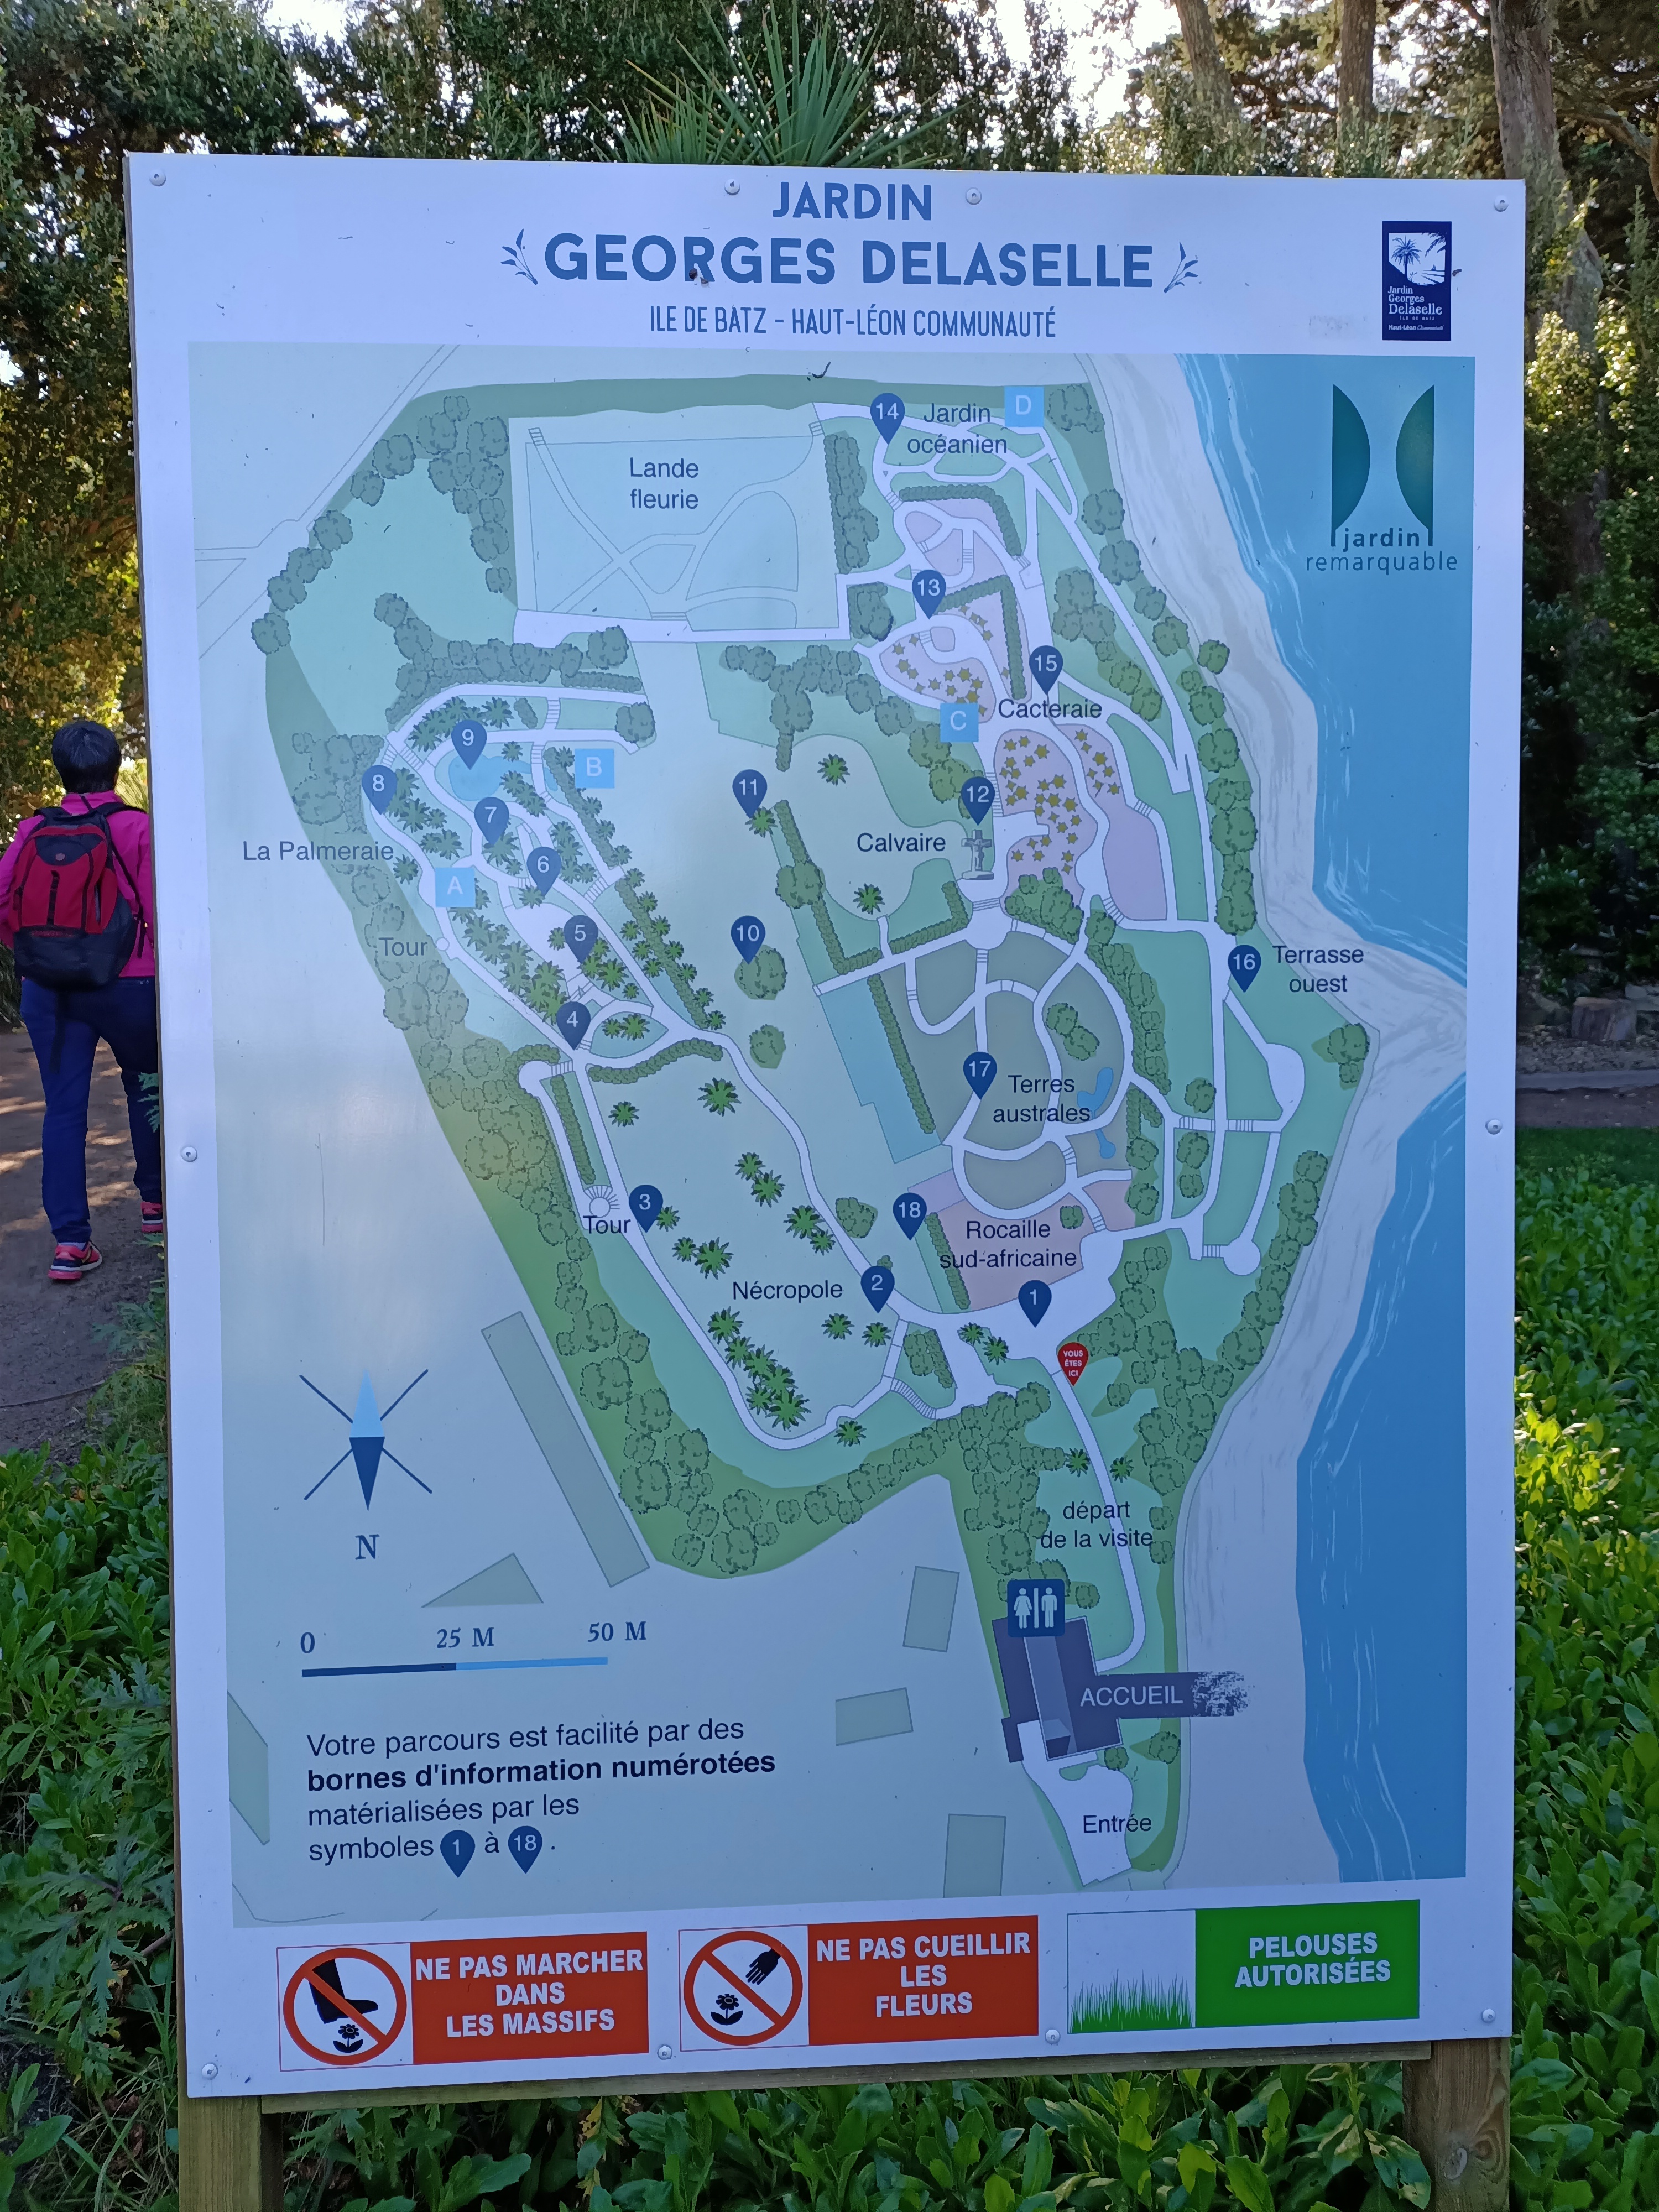 JARDIN
GEORGES DELASELLE
ILE DE BATZ - HAUT-LÉON COMMUNAUTÉ
Jardin
Georges
Delaselle
ÎLE DE BATZ
Haut-Léon Communauté
jardin
remarquable
14
Jardin
océanien
D
Lande
fleurie
13
15
Cacteraie
C
9
B
8
7
11
12
La Palmeraie
6
Calvaire
A
5
10
Tour
16
Terrasse
ouest
4
17
Terres
australes
3
Tour
18
Rocaille
sud-africaine
Nécropole
2
1
VOUS
ÊTES
ICI
départ
de la visite
N
0
25 M
50 M
ACCUEIL
Entrée
Votre parcours est facilité par des
bornes d'information numérotées
matérialisées par les
symboles 1 à 18 .
NE PAS MARCHER
DANS
LES MASSIFS
NE PAS CUEILLIR
LES
FLEURS
PELOUSES
AUTORISÉES